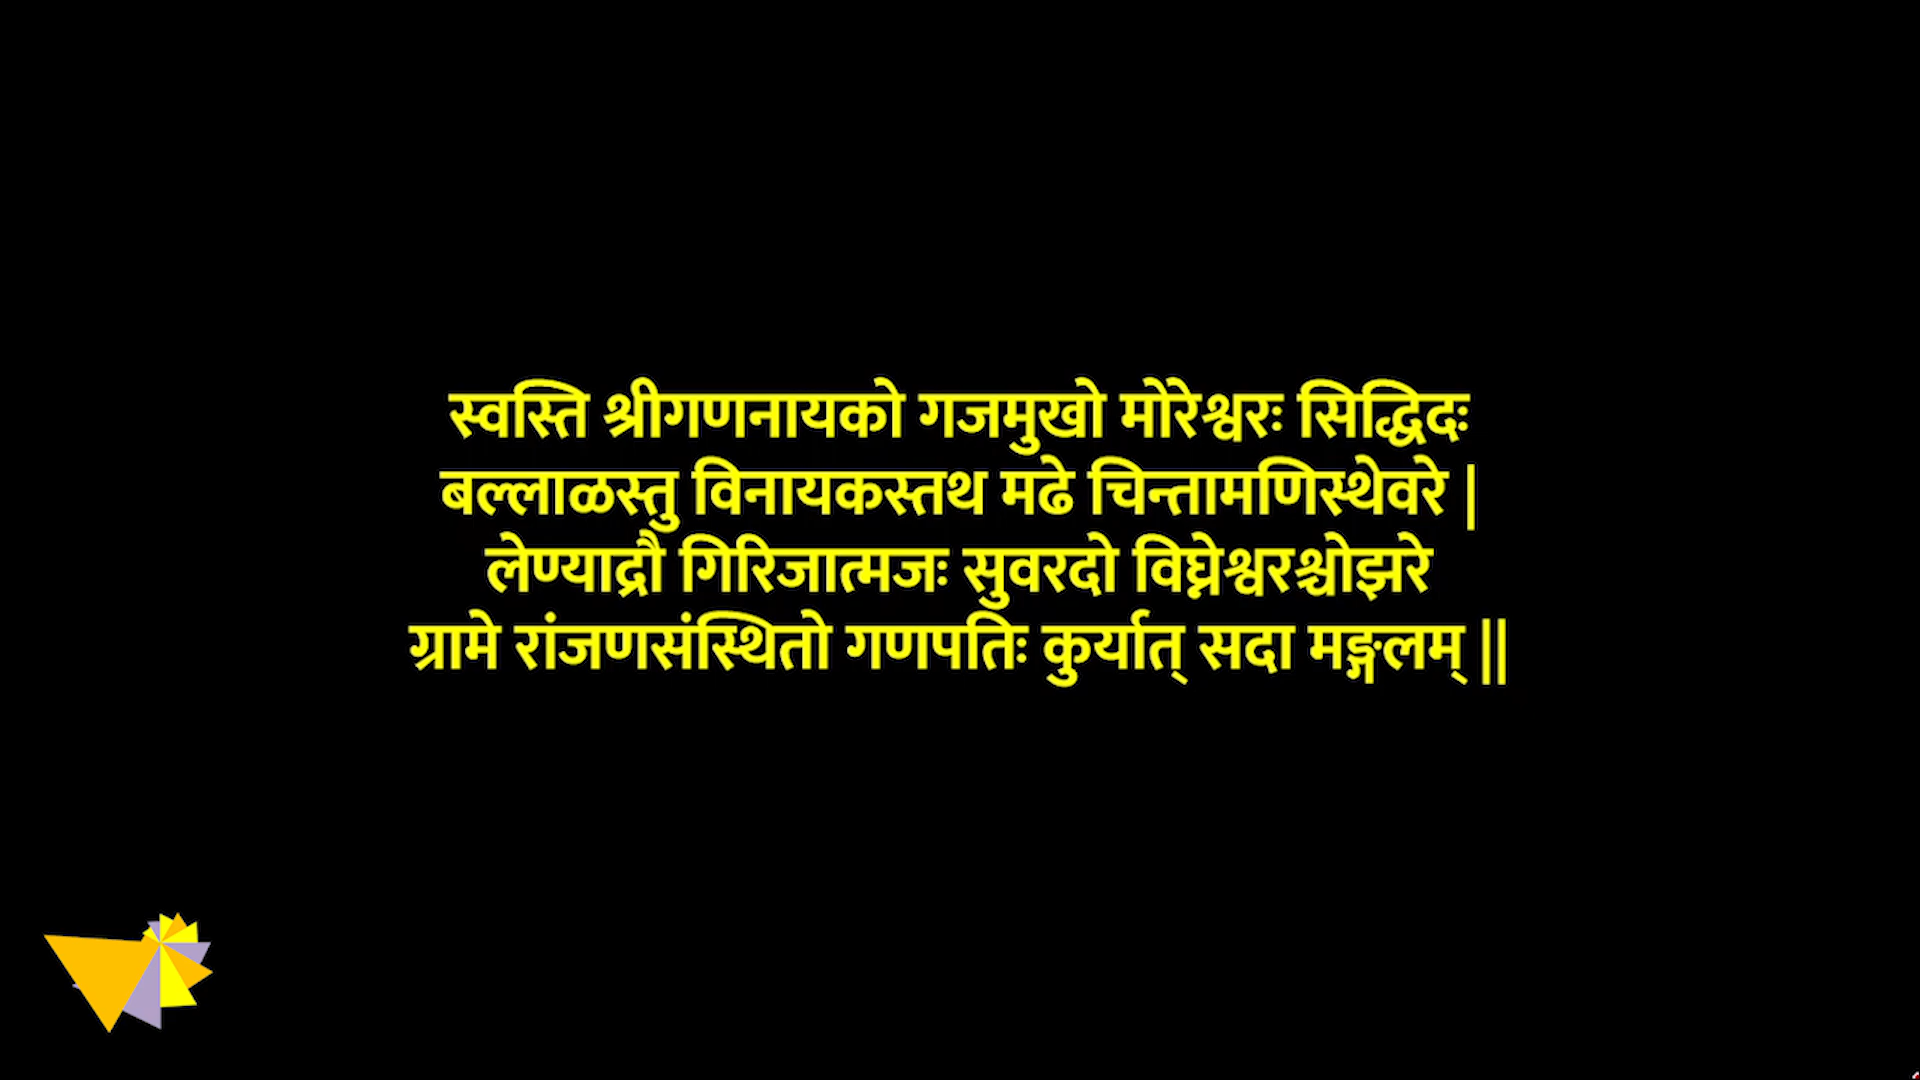 स्वस्ति श्रीगणनायको गजमुखो मोरेश्वरः सिद्धिदः
बल्लाळस्तु विनायकस्तथ मढे चिन्तामणिस्थेवरे |
लेण्याद्रौ गिरिजात्मजः सुवरदो विघ्नेश्वरश्चोझरे
ग्रामे रांजणसंस्थितो गणपतिः कुर्यात् सदा मङ्गलम् ||